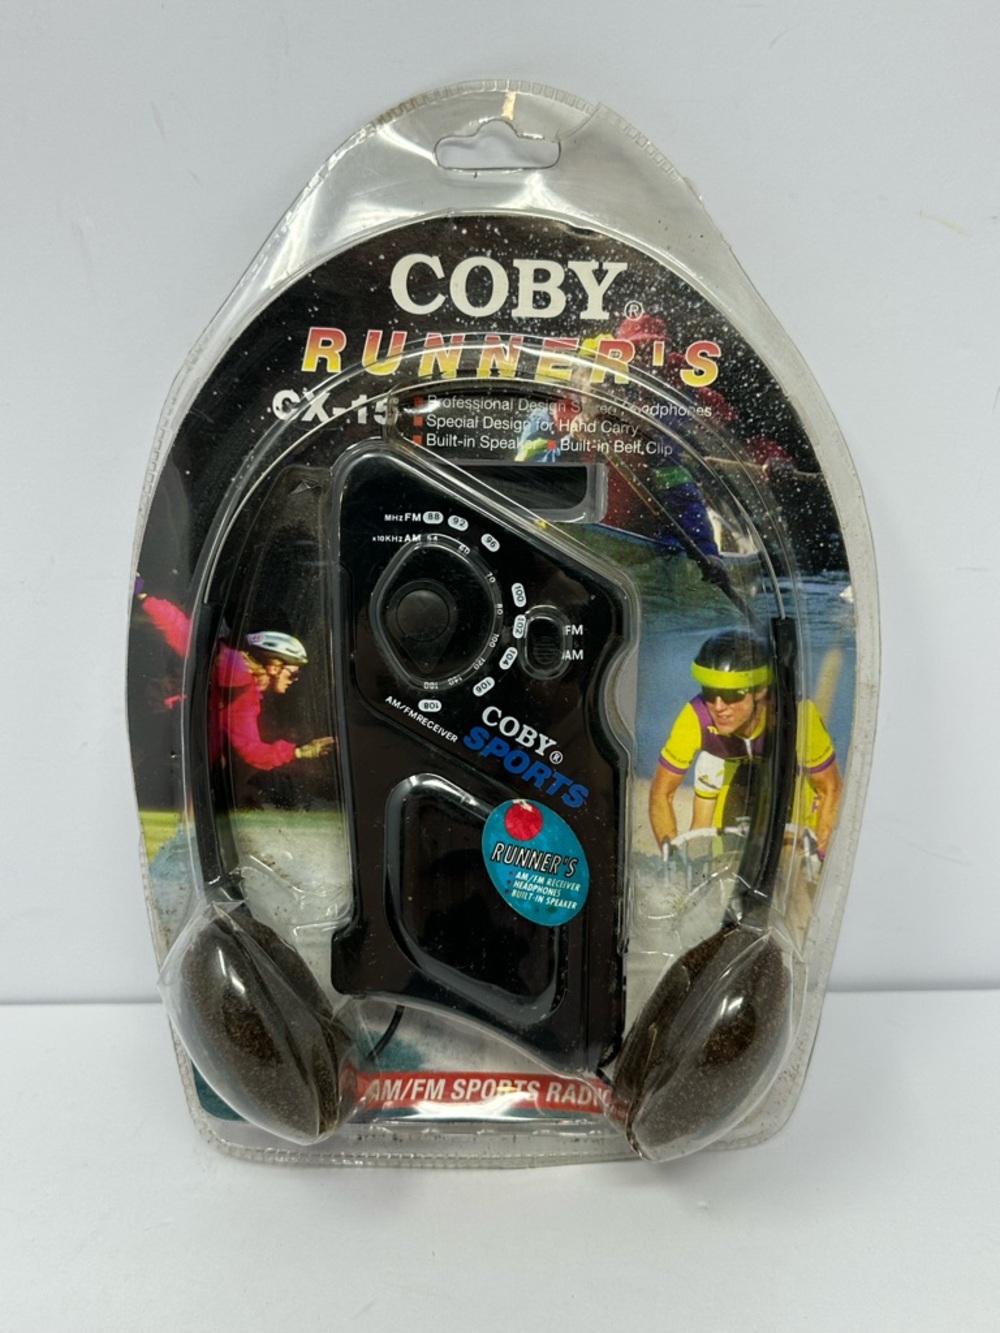 COBY®
RUNNER'S
CX-15
Professional Design Stereo Headphones
Special Design for Hand Carry
Built-in Speaker Built-in Belt Clip
MHz FM 88 92 96 100 102 104 106 108
x10KHz AM 54 60 70 80 100 120 140 160
FM
AM
AM/FM RECEIVER
COBY®
SPORTS
RUNNER'S
AM/FM RECEIVER
HEADPHONES
BUILT-IN SPEAKER
AM/FM SPORTS RADIO